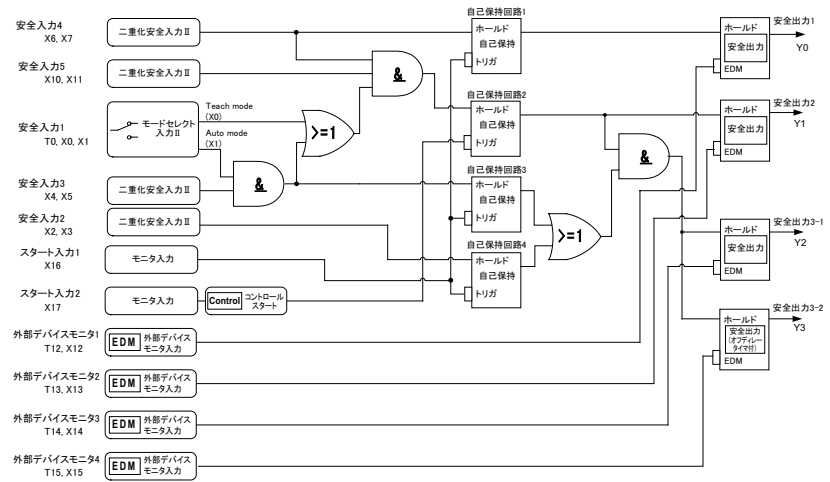 安全入力4
X6, X7
二重化安全入力Ⅱ
安全入力5
X10, X11
二重化安全入力Ⅱ
安全入力1
T0, X0, X1
モードセレクト
入力Ⅱ
Teach mode
(X0)
Auto mode
(X1)
安全入力3
X4, X5
二重化安全入力Ⅱ
安全入力2
X2, X3
二重化安全入力Ⅱ
スタート入力1
X16
モニタ入力
スタート入力2
X17
モニタ入力
Control
コントロール
スタート
外部デバイスモニタ1
T12, X12
EDM
外部デバイス
モニタ入力
外部デバイスモニタ2
T13, X13
EDM
外部デバイス
モニタ入力
外部デバイスモニタ3
T14, X14
EDM
外部デバイス
モニタ入力
外部デバイスモニタ4
T15, X15
EDM
外部デバイス
モニタ入力
&
>=1
&
自己保持回路1
ホールド
自己保持
トリガ
自己保持回路2
ホールド
自己保持
トリガ
自己保持回路3
ホールド
自己保持
トリガ
自己保持回路4
ホールド
自己保持
トリガ
>=1
&
ホールド
安全出力
EDM
安全出力1
Y0
ホールド
安全出力
EDM
安全出力2
Y1
ホールド
安全出力
EDM
安全出力3-1
Y2
ホールド
安全出力
(オフディレー
タイマ付)
EDM
安全出力3-2
Y3